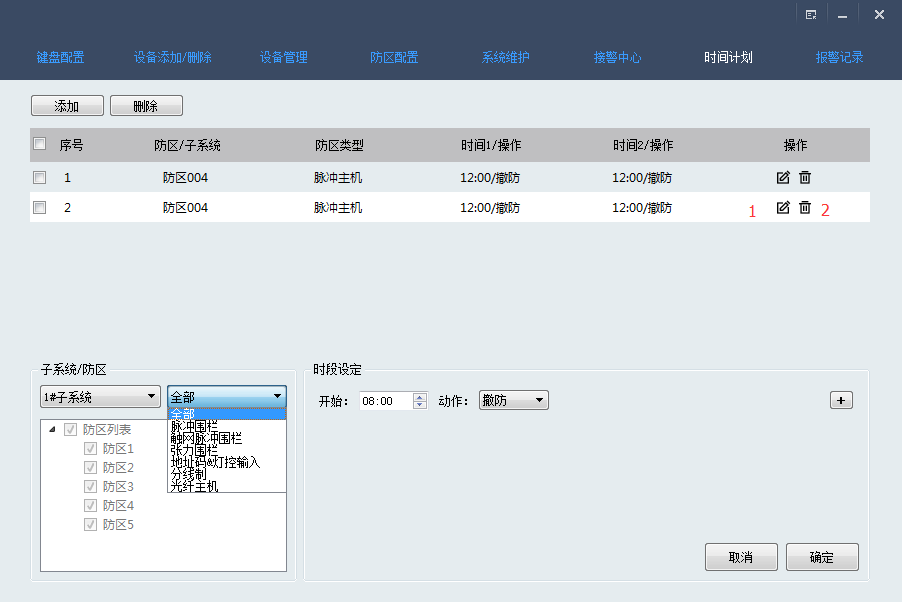 键盘配置 设备添加/删除 设备管理 防区配置 系统维护 接警中心 时间计划 报警记录
添加 删除
序号 防区/子系统 防区类型 时间1/操作 时间2/操作 操作
1 防区004 脉冲主机 12:00/撤防 12:00/撤防
2 防区004 脉冲主机 12:00/撤防 12:00/撤防 1 2
子系统/防区
1#子系统 全部
全部
脉冲围栏
触网脉冲围栏
张力围栏
地址码&灯控输入
分线制
光纤主机
防区列表
防区1
防区2
防区3
防区4
防区5
时段设定
开始: 08:00 动作: 撤防 +
取消 确定